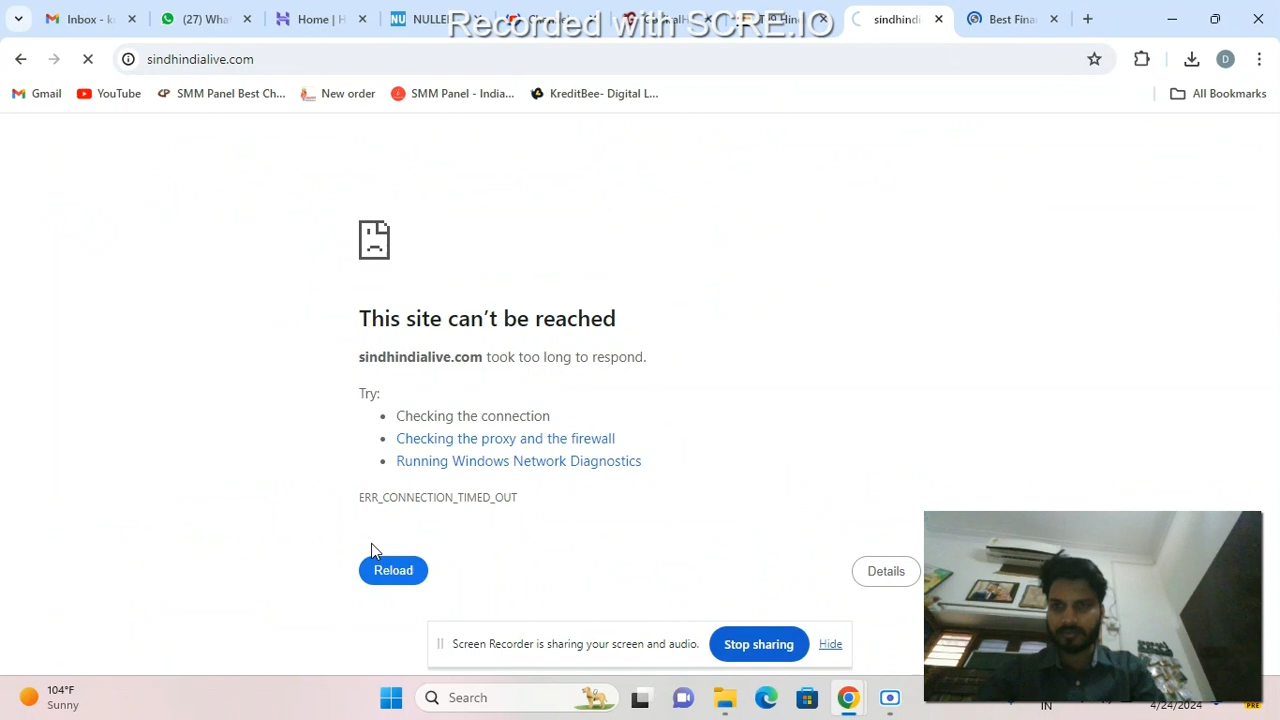 Inbox - k
(27) Wha
Home | H
NULLE
sindhindi
Best Fina
Recorded with SCRE.IO
sindhindialive.com
Gmail
YouTube
SMM Panel Best Ch...
New order
SMM Panel - India...
KreditBee- Digital L...
All Bookmarks
This site can't be reached
sindhindialive.com took too long to respond.
Try:
Checking the connection
Checking the proxy and the firewall
Running Windows Network Diagnostics
ERR_CONNECTION_TIMED_OUT
Reload
Details
Screen Recorder is sharing your screen and audio.
Stop sharing
Hide
104°F
Sunny
Search
IN
4/24/2024
PRE